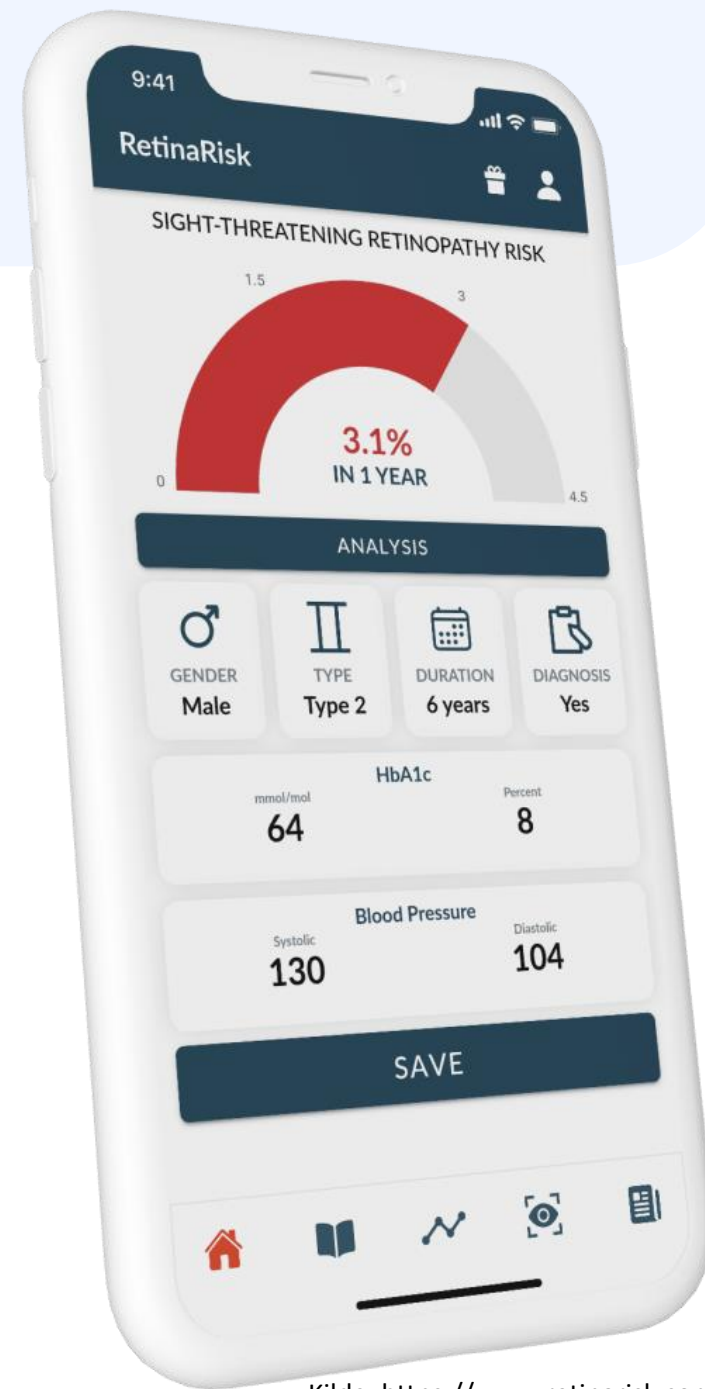 9:41
RetinaRisk
SIGHT-THREATENING RETINOPATHY RISK
1.5
3
3.1%
IN 1 YEAR
0
4.5
ANALYSIS
GENDER
Male
TYPE
Type 2
DURATION
6 years
DIAGNOSIS
Yes
HbA1c
mmol/mol
64
Percent
8
Blood Pressure
Systolic
130
Diastolic
104
SAVE